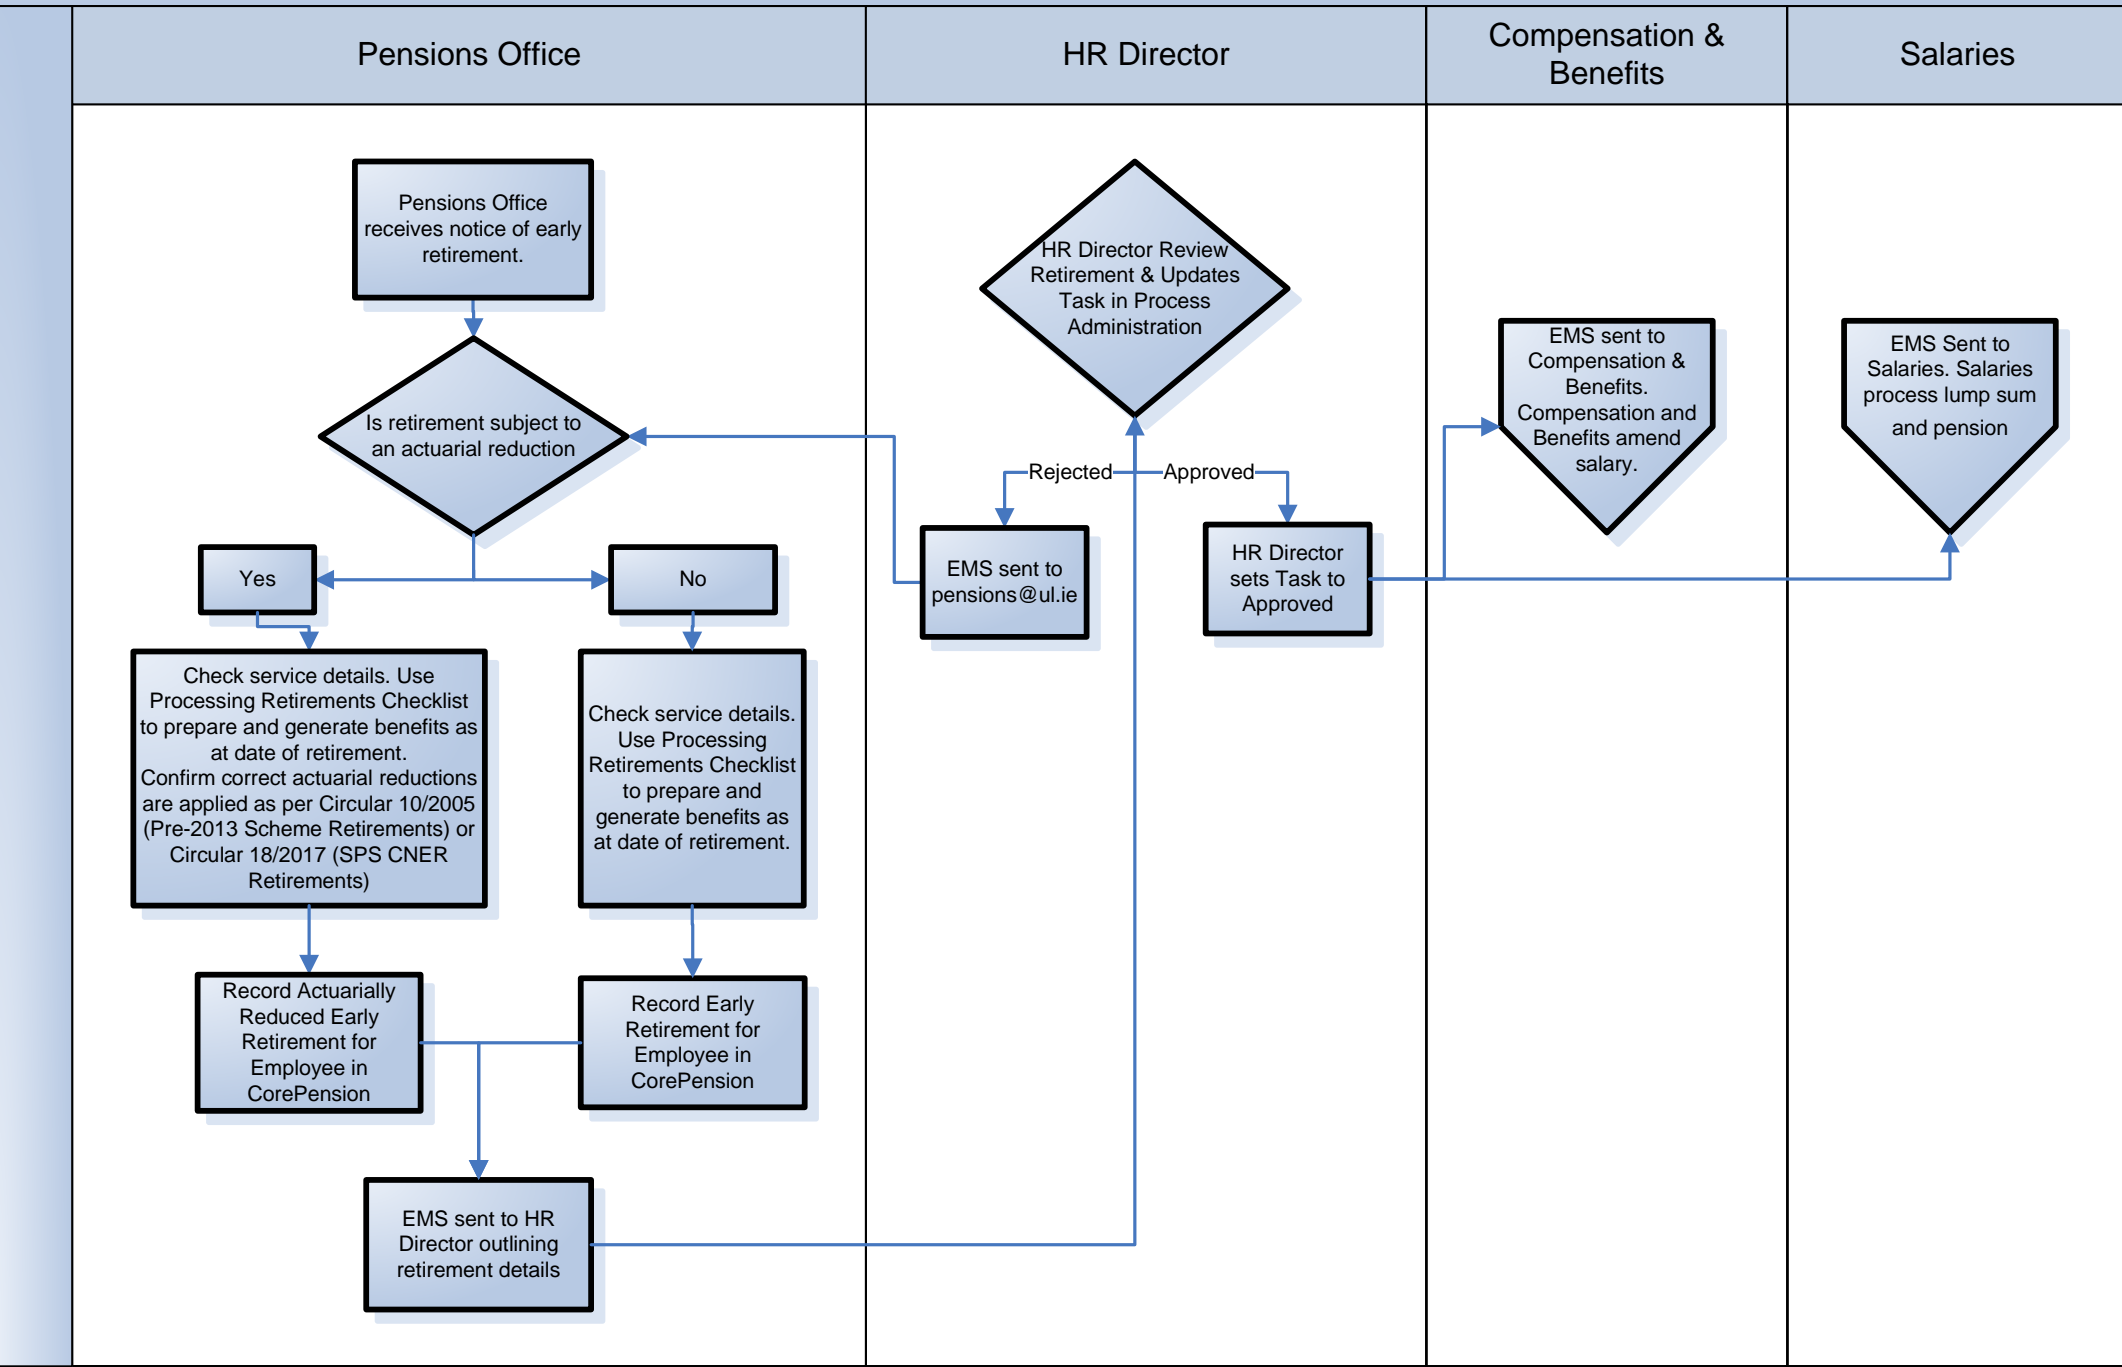 Pensions Office
HR Director
Compensation &
Benefits
Salaries
Pensions Office
receives notice of early
retirement.
Is retirement subject to
an actuarial reduction
Yes
No
Check service details. Use
Processing Retirements Checklist
to prepare and generate benefits as
at date of retirement.
Confirm correct actuarial reductions
are applied as per Circular 10/2005
(Pre-2013 Scheme Retirements) or
Circular 18/2017 (SPS CNER
Retirements)
Check service details.
Use Processing
Retirements Checklist
to prepare and
generate benefits as
at date of retirement.
Record Actuarially
Reduced Early
Retirement for
Employee in
CorePension
Record Early
Retirement for
Employee in
CorePension
EMS sent to HR
Director outlining
retirement details
HR Director Review
Retirement & Updates
Task in Process
Administration
Rejected
Approved
EMS sent to
pensions@ul.ie
HR Director
sets Task to
Approved
EMS sent to
Compensation &
Benefits.
Compensation and
Benefits amend
salary.
EMS Sent to
Salaries. Salaries
process lump sum
and pension